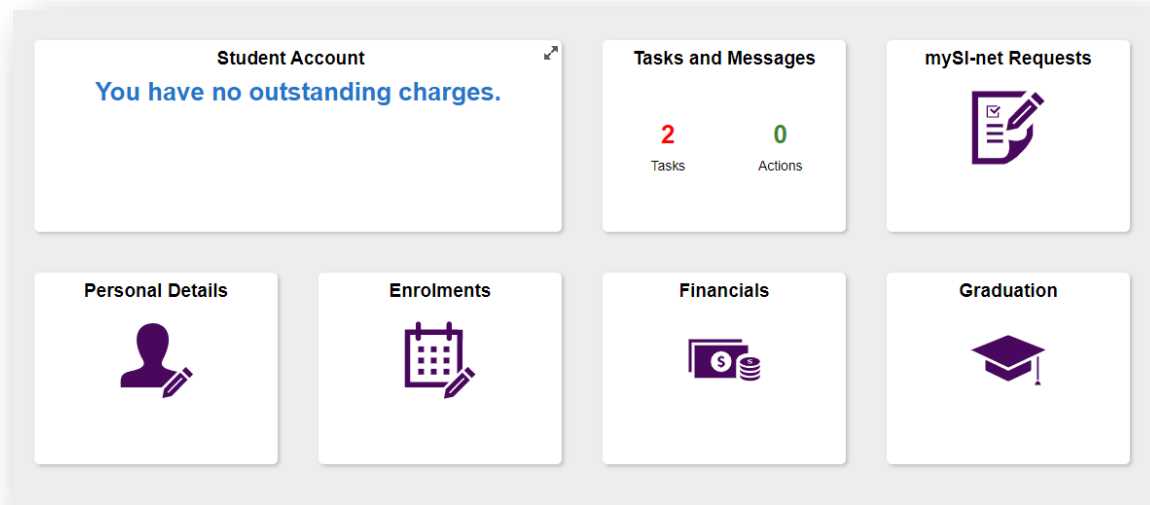 Student Account
You have no outstanding charges.
Tasks and Messages
2
Tasks
0
Actions
mySI-net Requests
Personal Details
Enrolments
Financials
Graduation